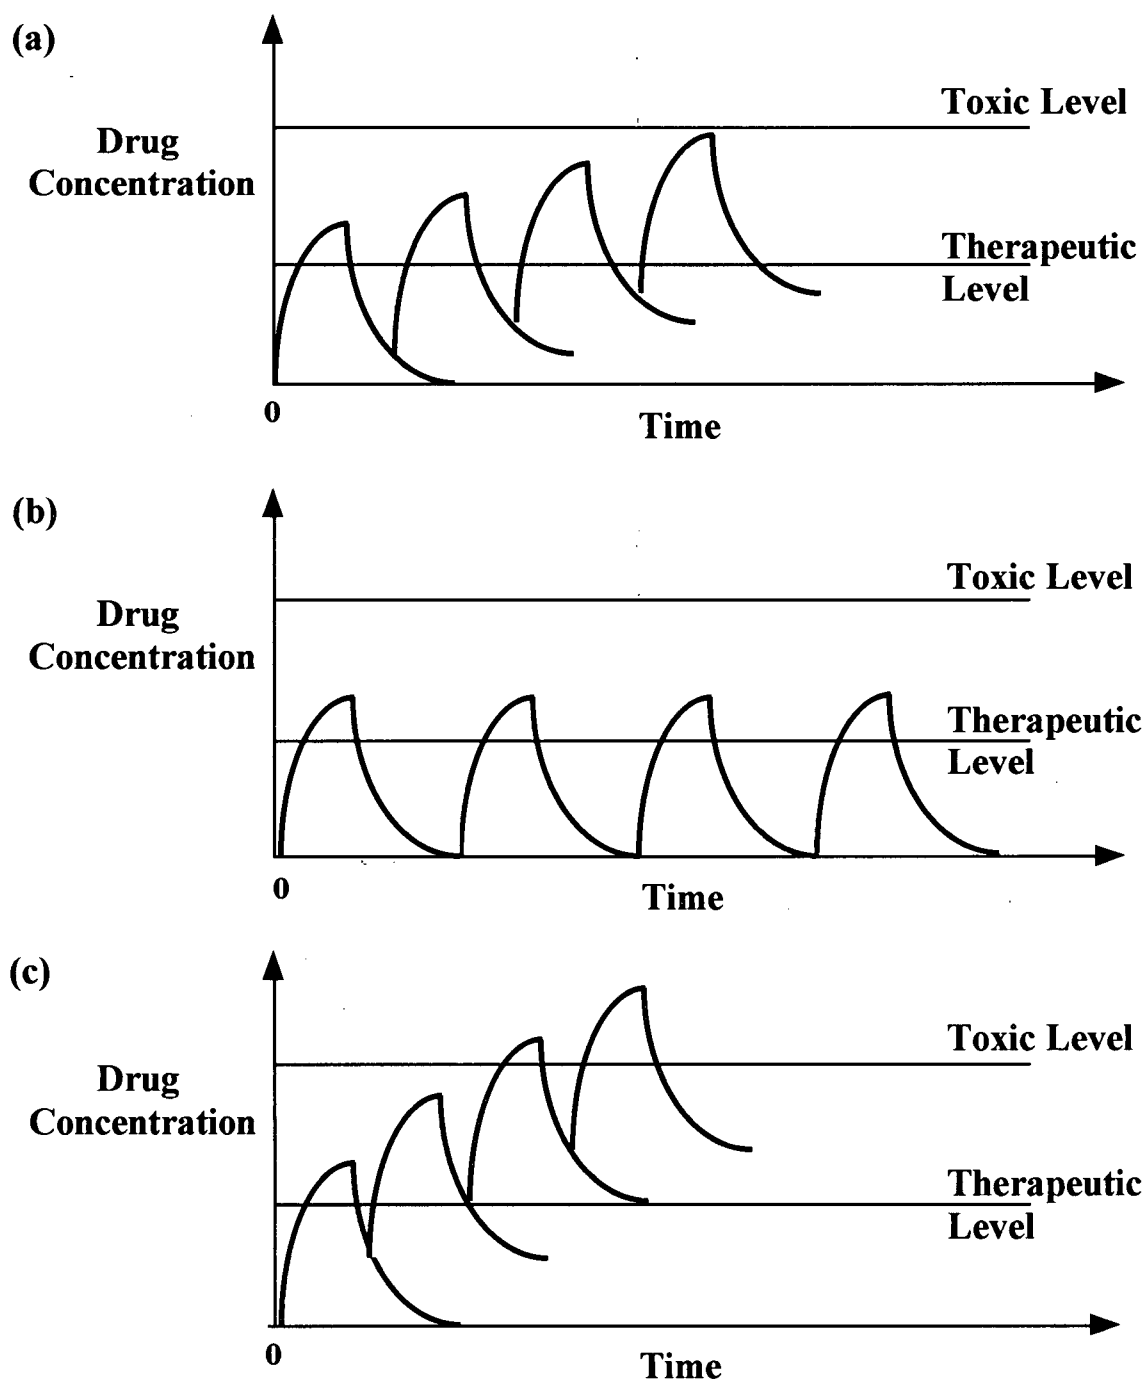 (a)
Toxic Level
Drug
Concentration
Therapeutic
Level
0
Time
(b)
Toxic Level
Drug
Concentration
Therapeutic
Level
0
Time
(c)
Toxic Level
Drug
Concentration
Therapeutic
Level
0
Time